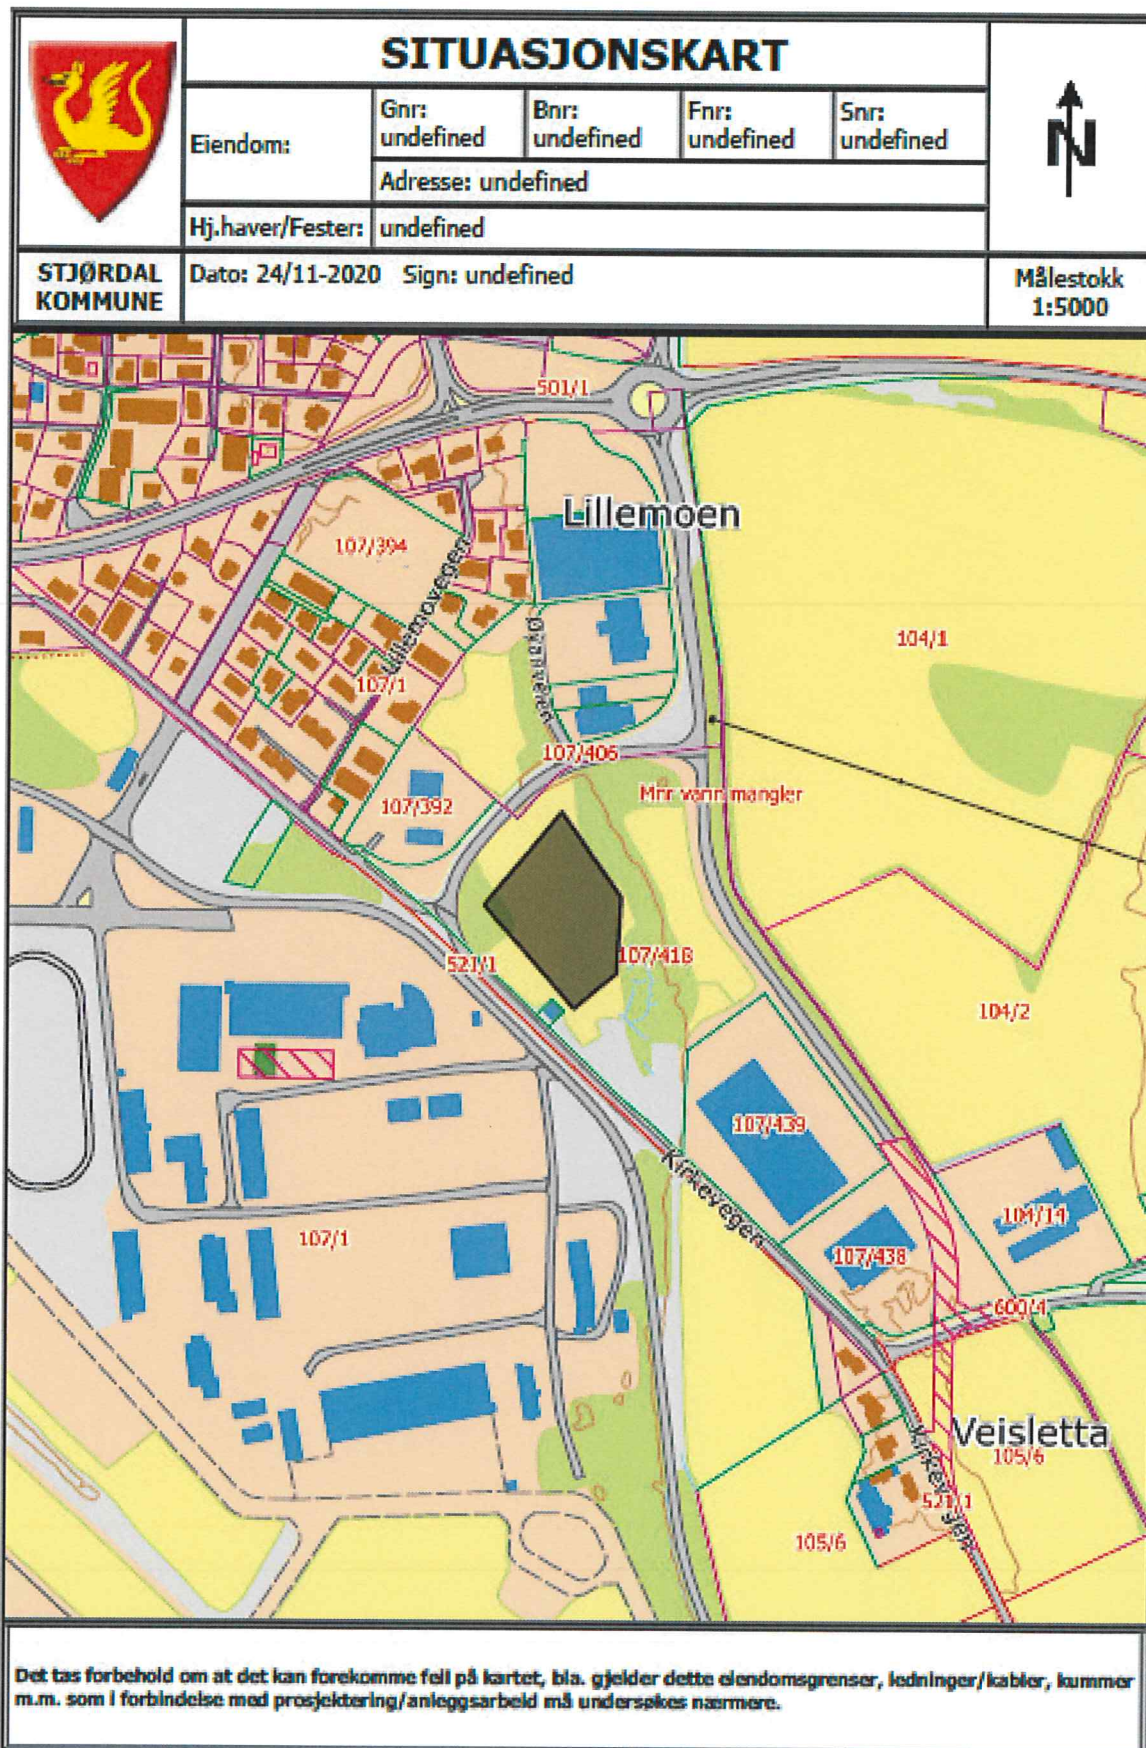 SITUASJONSKART
Eiendom:
Gnr:
undefined
Bnr:
undefined
Fnr:
undefined
Snr:
undefined
Adresse: undefined
Hj.haver/Fester: undefined
N
STJØRDAL
KOMMUNE
Dato: 24/11-2020 Sign: undefined
Målestokk
1:5000
501/1
Lillemoen
107/394
Lillemovegen
104/1
107/1
107/406
Mnr vann mangler
107/392
521/1
107/418
104/2
107/439
Kirkevegen
104/14
107/1
107/438
600/4
Veisletta
105/6
Kirkevegen
521/1
105/6
Det tas forbehold om at det kan forekomme feil på kartet, bla. gjelder dette eiendomsgrenser, ledninger/kabler, kummer
m.m. som i forbindelse med prosjektering/anleggsarbeid må undersøkes nærmere.